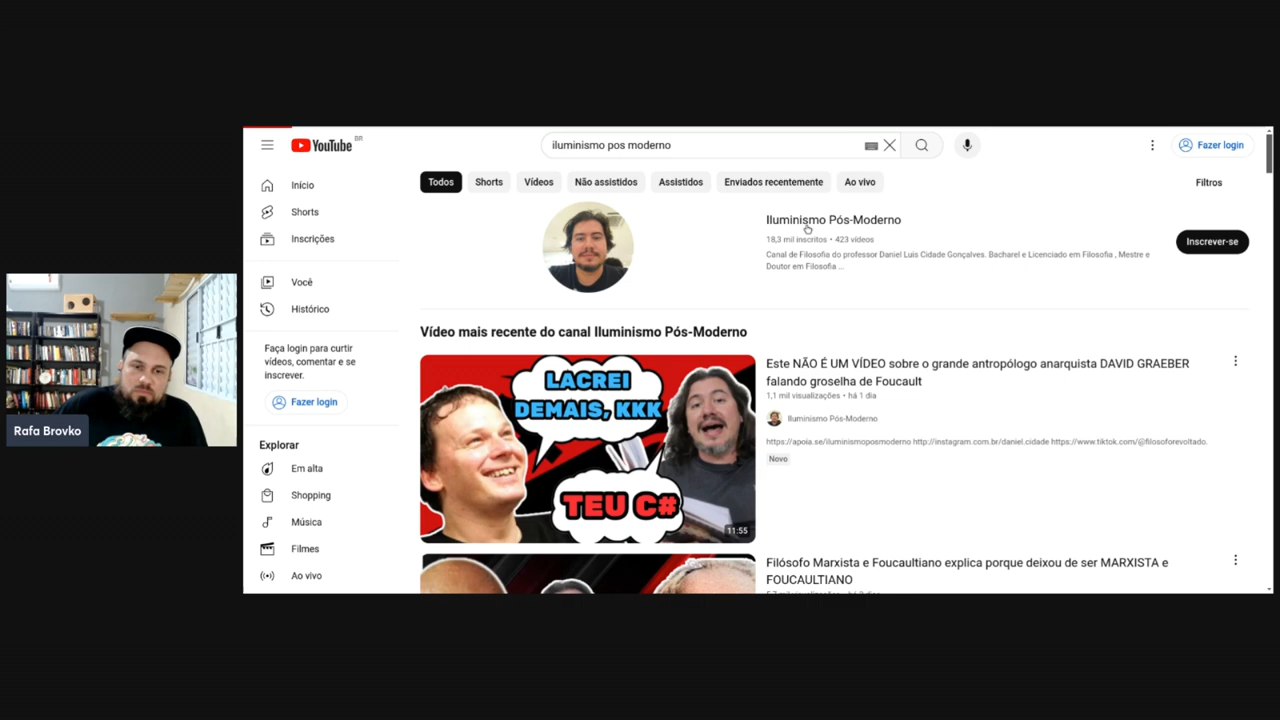 YouTube BR
iluminismo pos moderno
Fazer login
Início
Shorts
Inscrições
Você
Histórico
Faça login para curtir
vídeos, comentar e se
inscrever.
Fazer login
Explorar
Em alta
Shopping
Música
Filmes
Ao vivo
Todos Shorts Vídeos Não assistidos Assistidos Enviados recentemente Ao vivo Filtros
Iluminismo Pós-Moderno
18,3 mil inscritos • 423 vídeos
Canal de Filosofia do professor Daniel Luis Cidade Gonçalves. Bacharel e Licenciado em Filosofia , Mestre e
Doutor em Filosofia ...
Inscrever-se
Vídeo mais recente do canal Iluminismo Pós-Moderno
LACREI
DEMAIS, KKK
TEU C#
11:55
Este NÃO É UM VÍDEO sobre o grande antropólogo anarquista DAVID GRAEBER
falando groselha de Foucault
1,1 mil visualizações • há 1 dia
Iluminismo Pós-Moderno
https://apoia.se/iluminismoposmoderno http://instagram.com.br/daniel.cidade https://www.tiktok.com/@filosoforevoltado.
Novo
Filósofo Marxista e Foucaultiano explica porque deixou de ser MARXISTA e
FOUCAULTIANO
Rafa Brovko